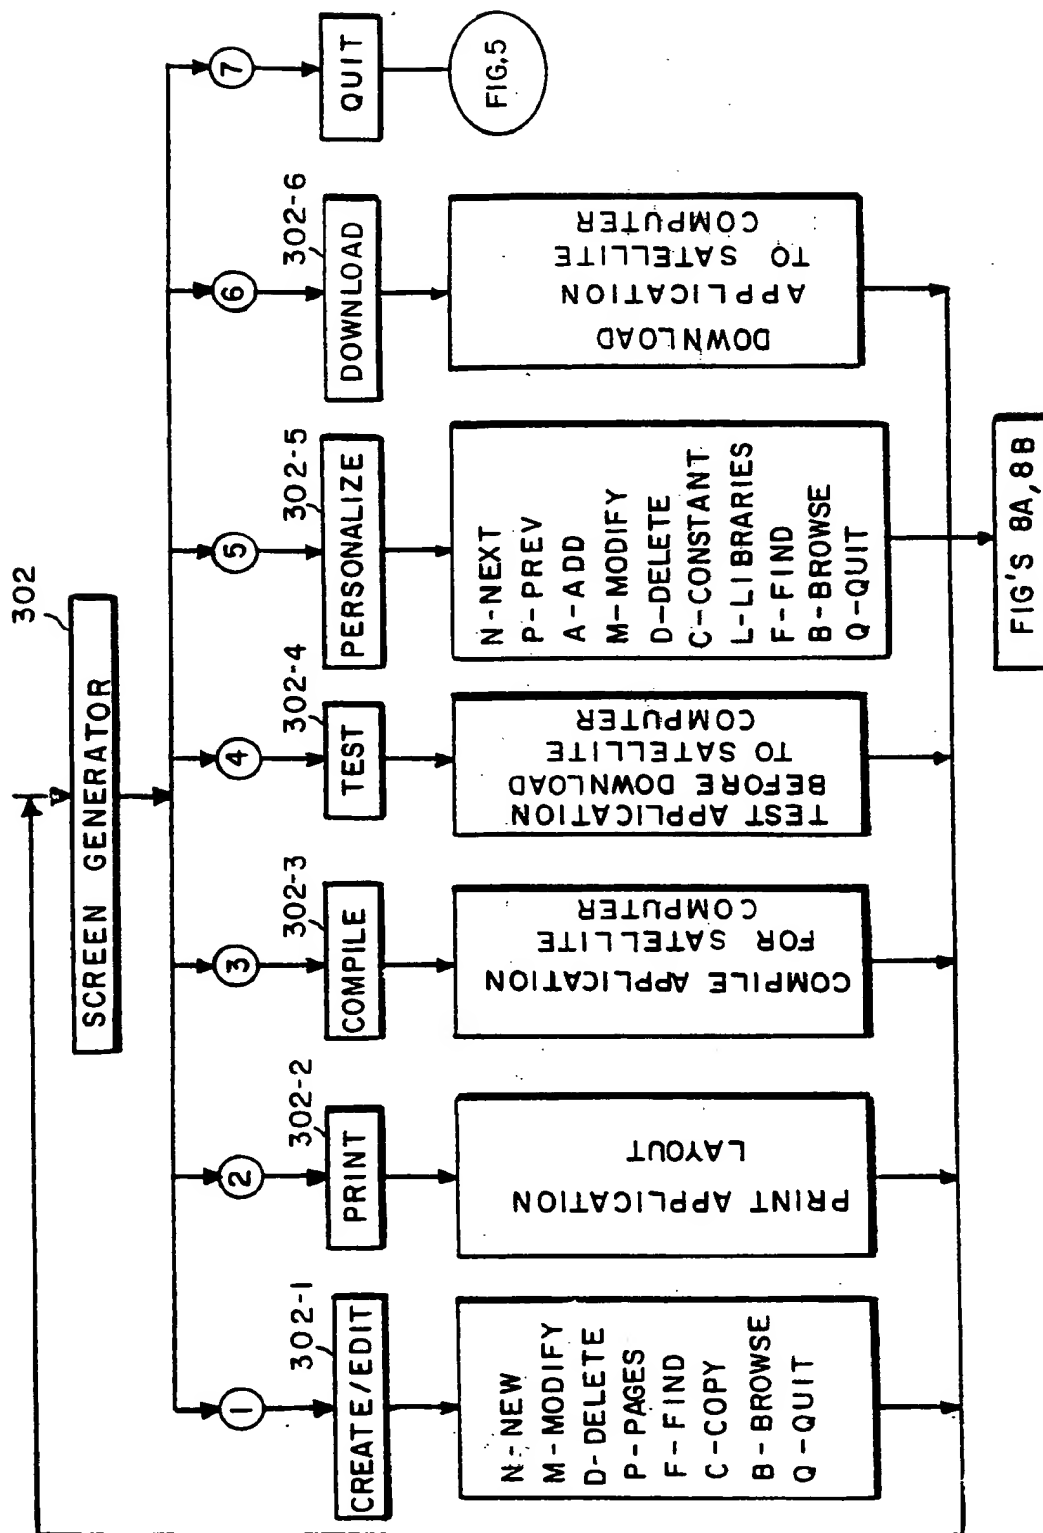 302
SCREEN GENERATOR
1
2
3
4
5
6
7
302-1
CREATE/EDIT
302-2
PRINT
302-3
COMPILE
302-4
TEST
302-5
PERSONALIZE
302-6
DOWNLOAD
QUIT
N-NEW
M-MODIFY
D-DELETE
P-PAGES
F-FIND
C-COPY
B-BROWSE
Q-QUIT
PRINT APPLICATION
LAYOUT
COMPILE APPLICATION
FOR SATELLITE
COMPUTER
TEST APPLICATION
BEFORE DOWNLOAD
TO SATELLITE
COMPUTER
N-NEXT
P-PREV
A-ADD
M-MODIFY
D-DELETE
C-CONSTANT
L-LIBRARIES
F-FIND
B-BROWSE
Q-QUIT
DOWNLOAD
APPLICATION
TO SATELLITE
COMPUTER
FIG.5
FIG'S 8A,8B